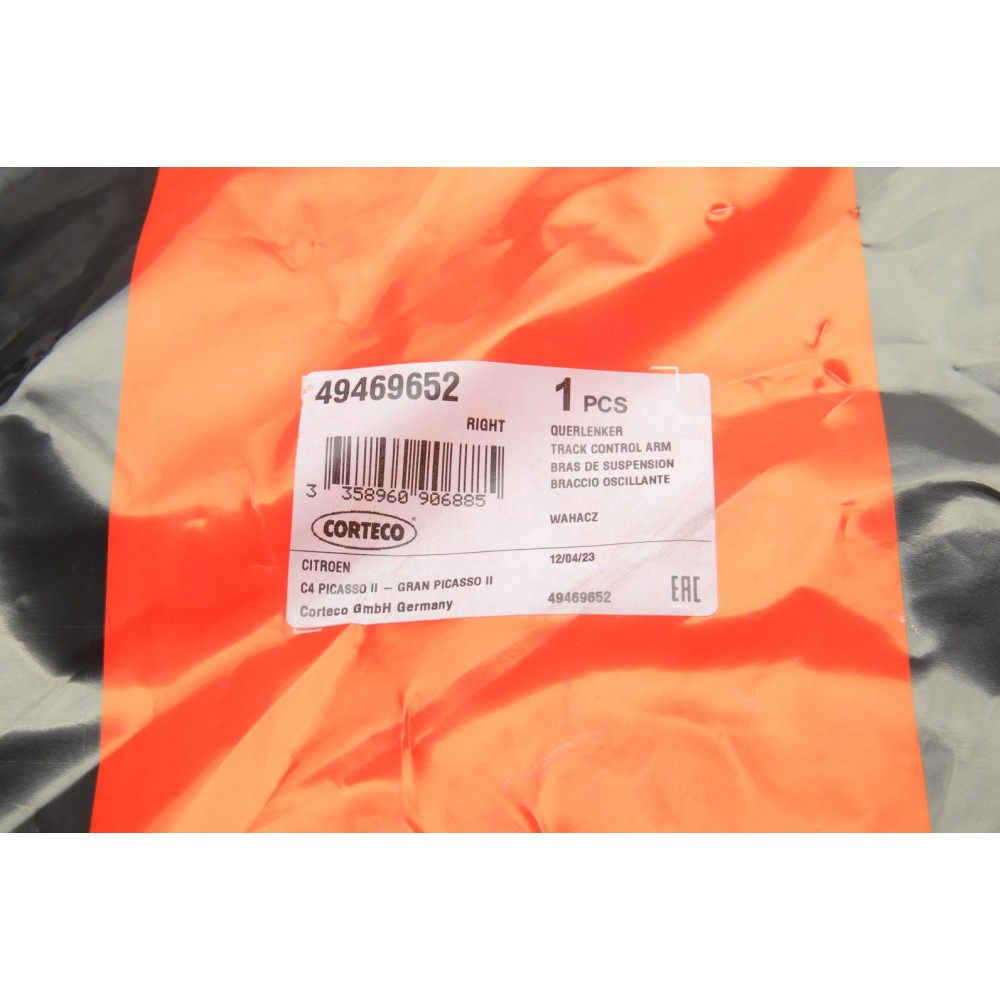 49469652
1 PCS
RIGHT
QUERLENKER
TRACK CONTROL ARM
BRAS DE SUSPENSION
BRACCIO OSCILLANTE
3 358960 906885
WAHACZ
CORTECO®
CITROEN
12/04/23
C4 PICASSO II – GRAN PICASSO II
Corteco GmbH Germany
49469652
EAC